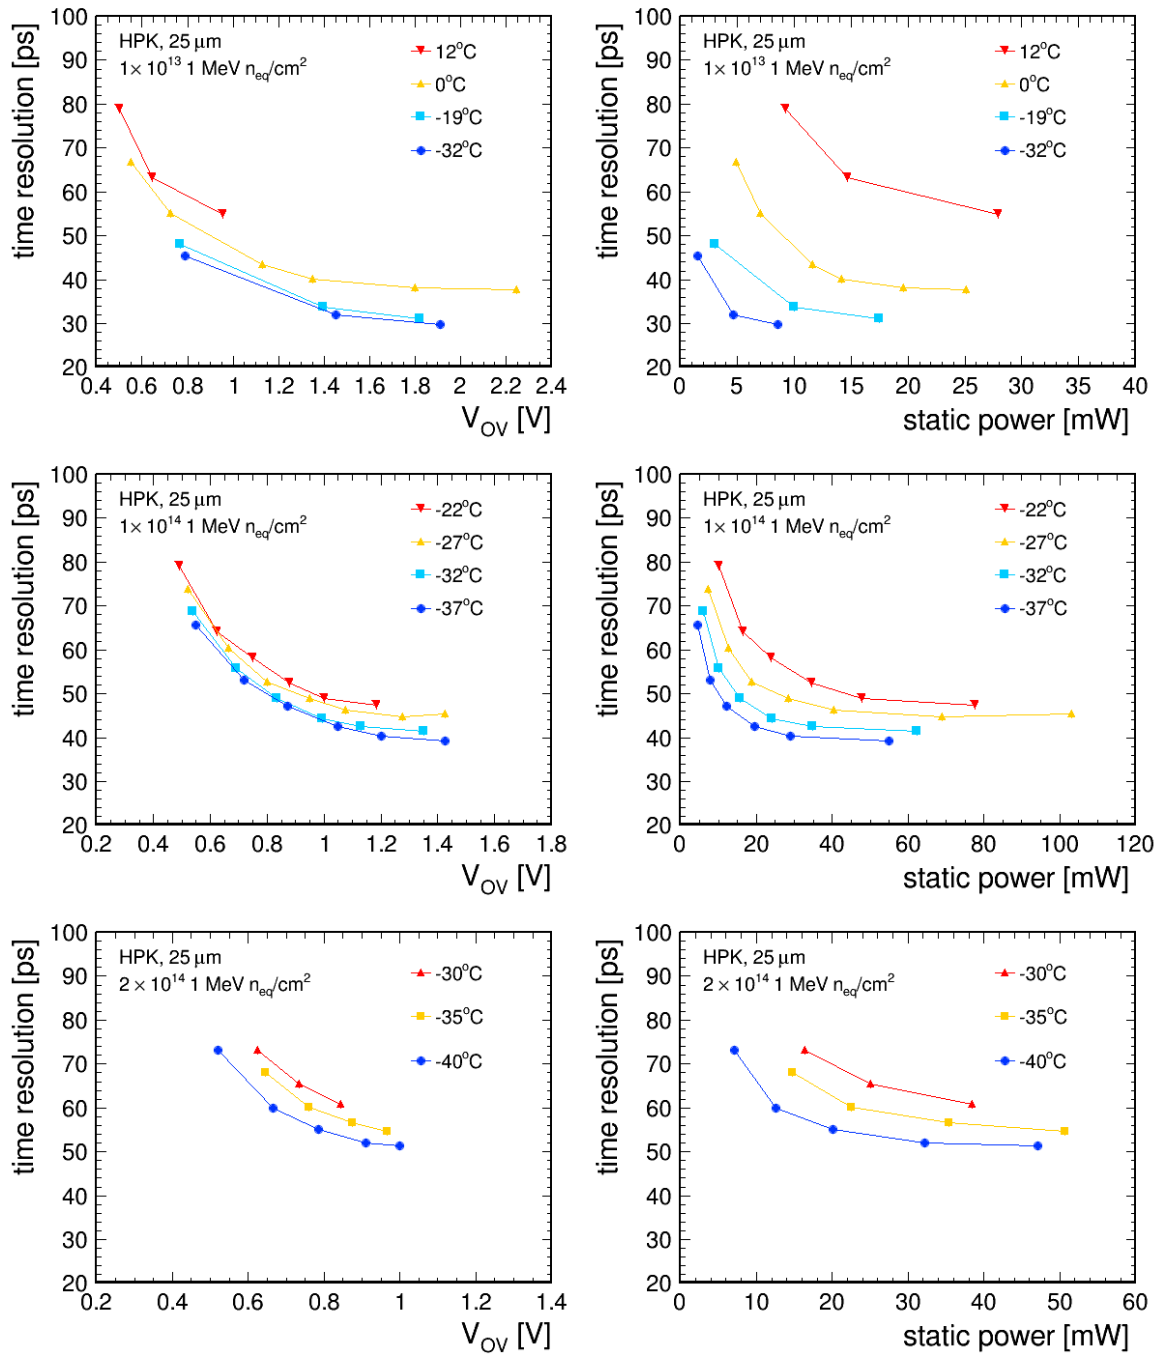 time resolution [ps]
100
90
80
70
60
50
40
30
20
HPK, 25 μm
1× 10¹³ 1 MeV n_eq/cm²
12°C
0°C
-19°C
-32°C
0.4 0.6 0.8 1 1.2 1.4 1.6 1.8 2 2.2 2.4
V_OV [V]
time resolution [ps]
100
90
80
70
60
50
40
30
20
HPK, 25 μm
1× 10¹³ 1 MeV n_eq/cm²
12°C
0°C
-19°C
-32°C
0 5 10 15 20 25 30 35 40
static power [mW]
time resolution [ps]
100
90
80
70
60
50
40
30
20
HPK, 25 μm
1× 10¹⁴ 1 MeV n_eq/cm²
-22°C
-27°C
-32°C
-37°C
0.2 0.4 0.6 0.8 1 1.2 1.4 1.6 1.8
V_OV [V]
time resolution [ps]
100
90
80
70
60
50
40
30
20
HPK, 25 μm
1× 10¹⁴ 1 MeV n_eq/cm²
-22°C
-27°C
-32°C
-37°C
0 20 40 60 80 100 120
static power [mW]
time resolution [ps]
100
90
80
70
60
50
40
30
20
HPK, 25 μm
2 × 10¹⁴ 1 MeV n_eq/cm²
-30°C
-35°C
-40°C
0.2 0.4 0.6 0.8 1 1.2 1.4
V_OV [V]
time resolution [ps]
100
90
80
70
60
50
40
30
20
HPK, 25 μm
2 × 10¹⁴ 1 MeV n_eq/cm²
-30°C
-35°C
-40°C
0 10 20 30 40 50 60
static power [mW]